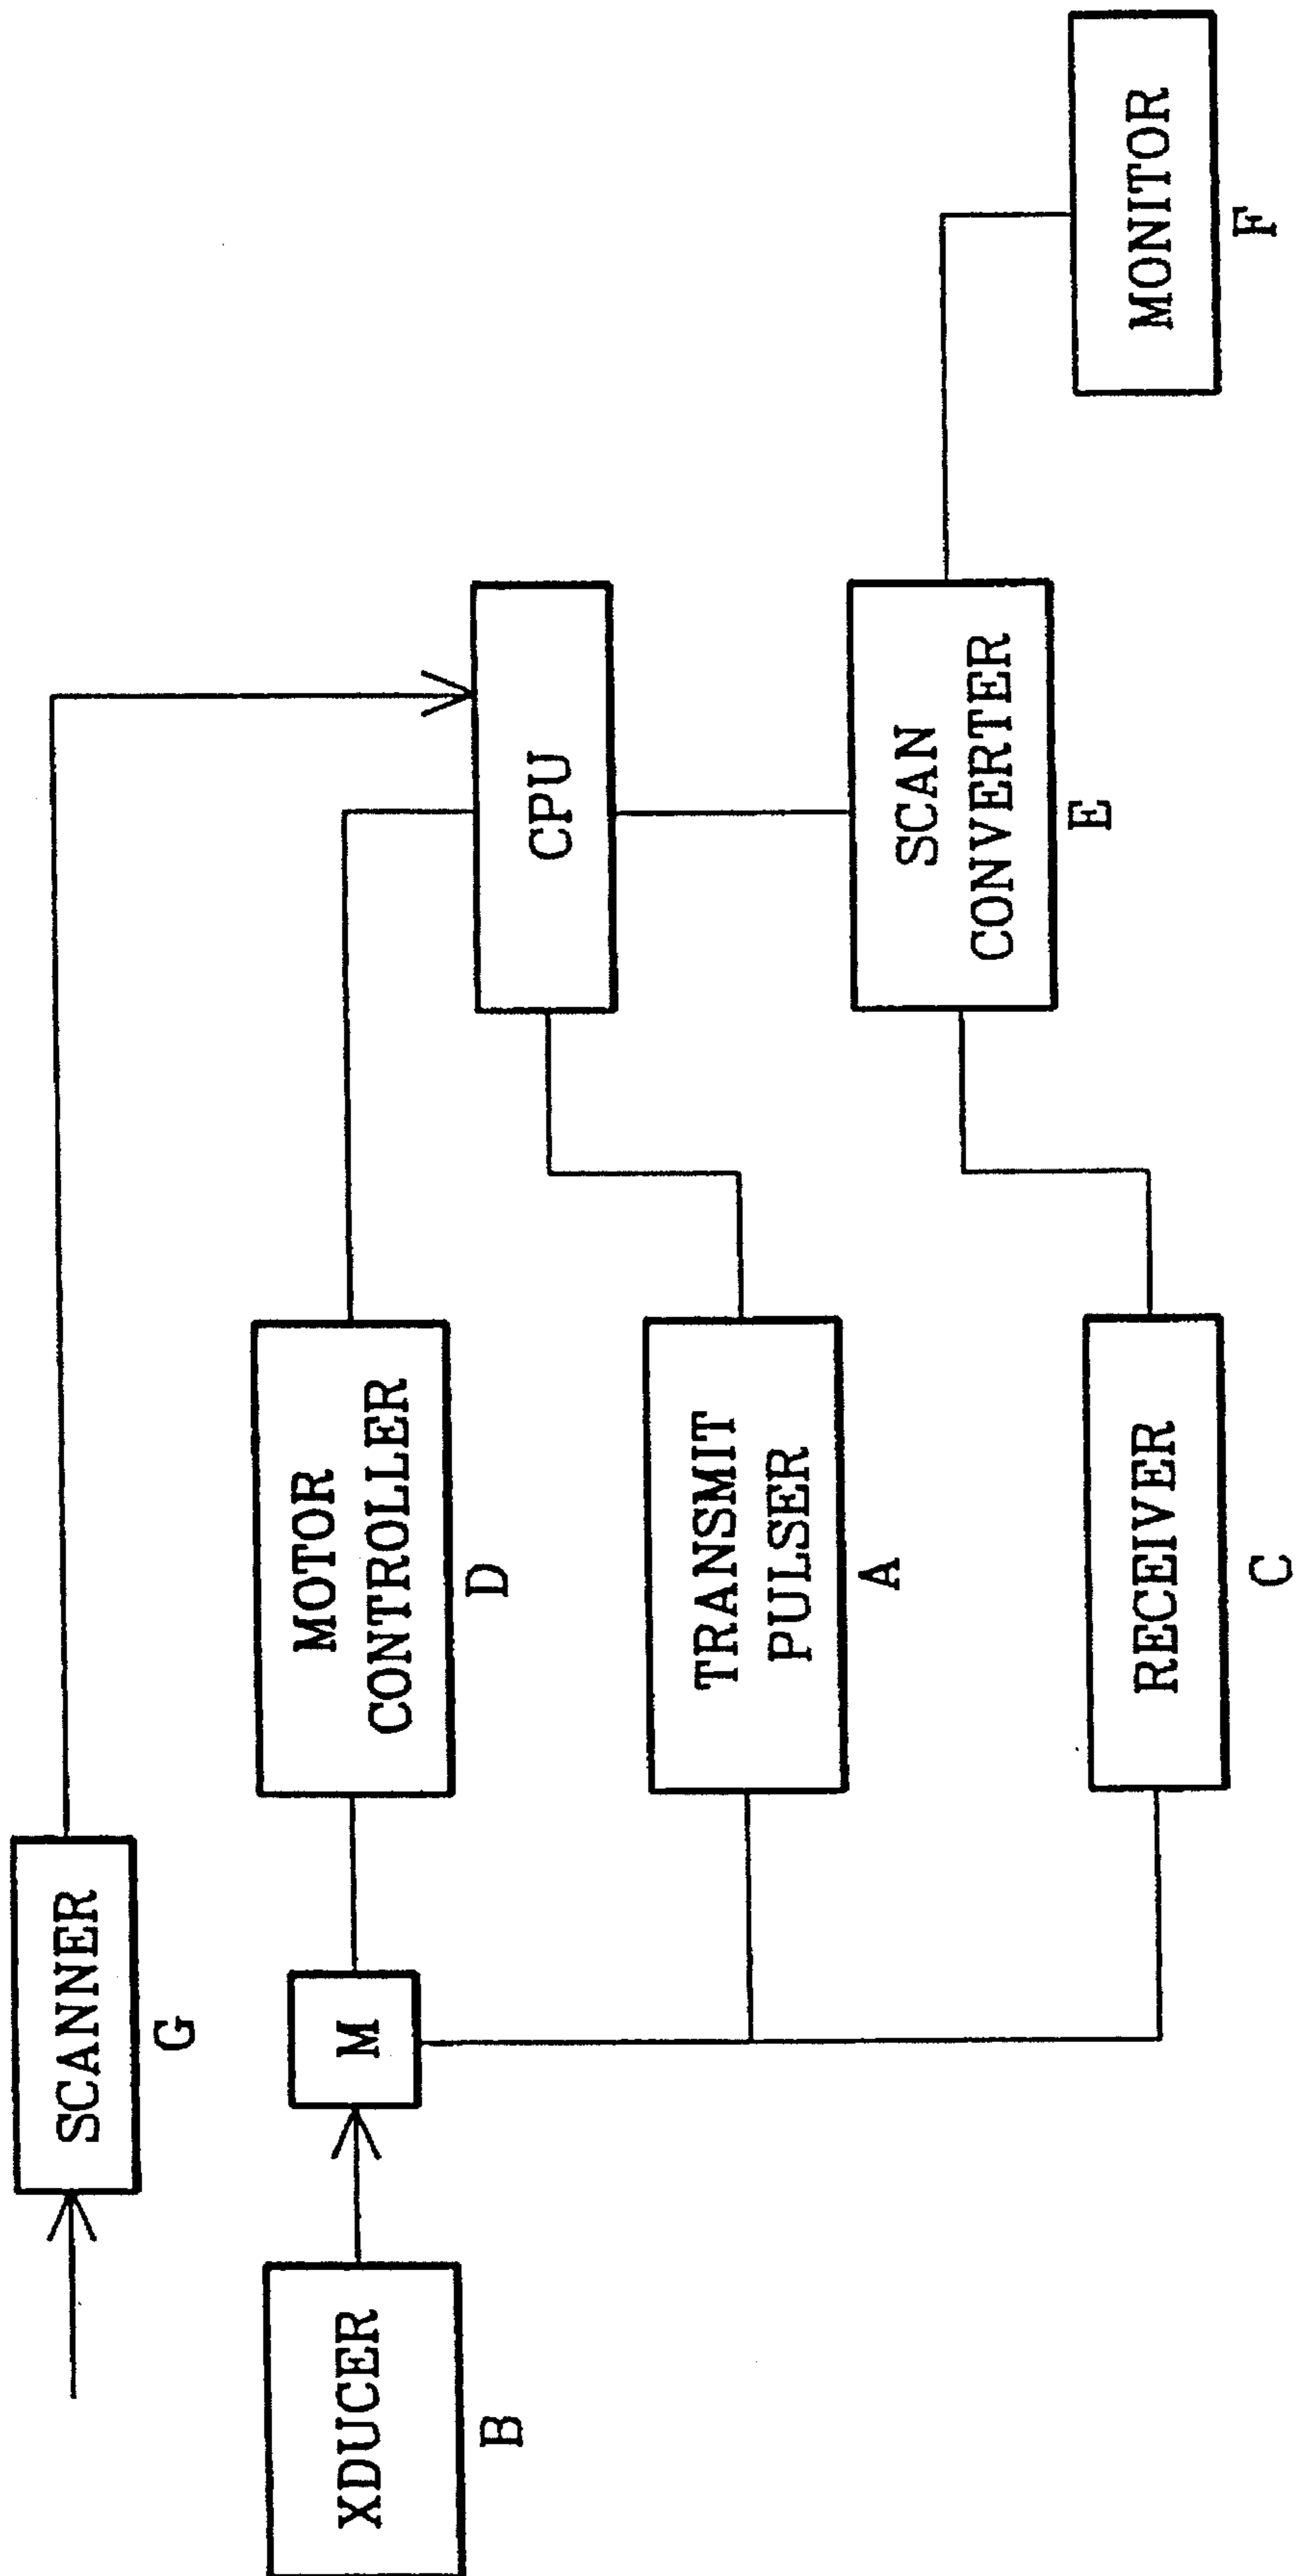 SCANNER
G
XDUCER
B
M
MOTOR
CONTROLLER
D
CPU
TRANSMIT
PULSER
A
SCAN
CONVERTER
E
RECEIVER
C
MONITOR
F